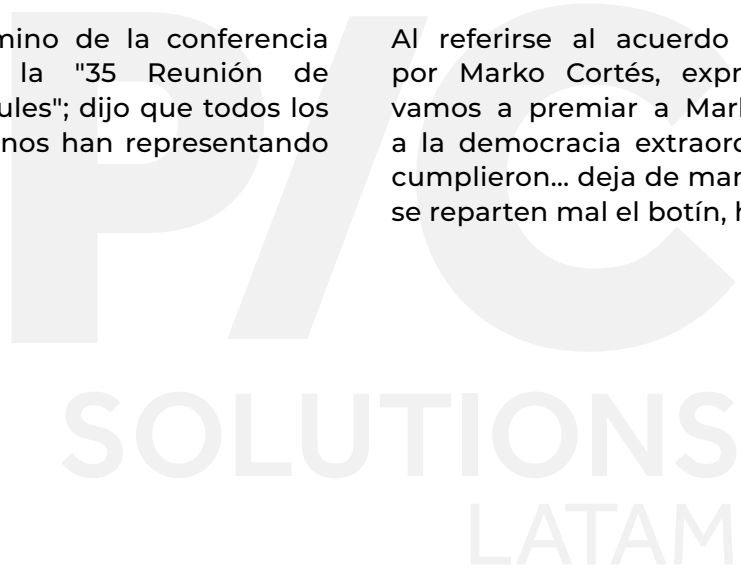 mino de la conferencia
la "35 Reunión de
ules"; dijo que todos los
nos han representando
Al referirse al acuerdo
por Marko Cortés, expr
vamos a premiar a Mar
a la democracia extraor
cumplieron... deja de mar
se reparten mal el botín, h
P/C
SOLUTIONS
LATAM